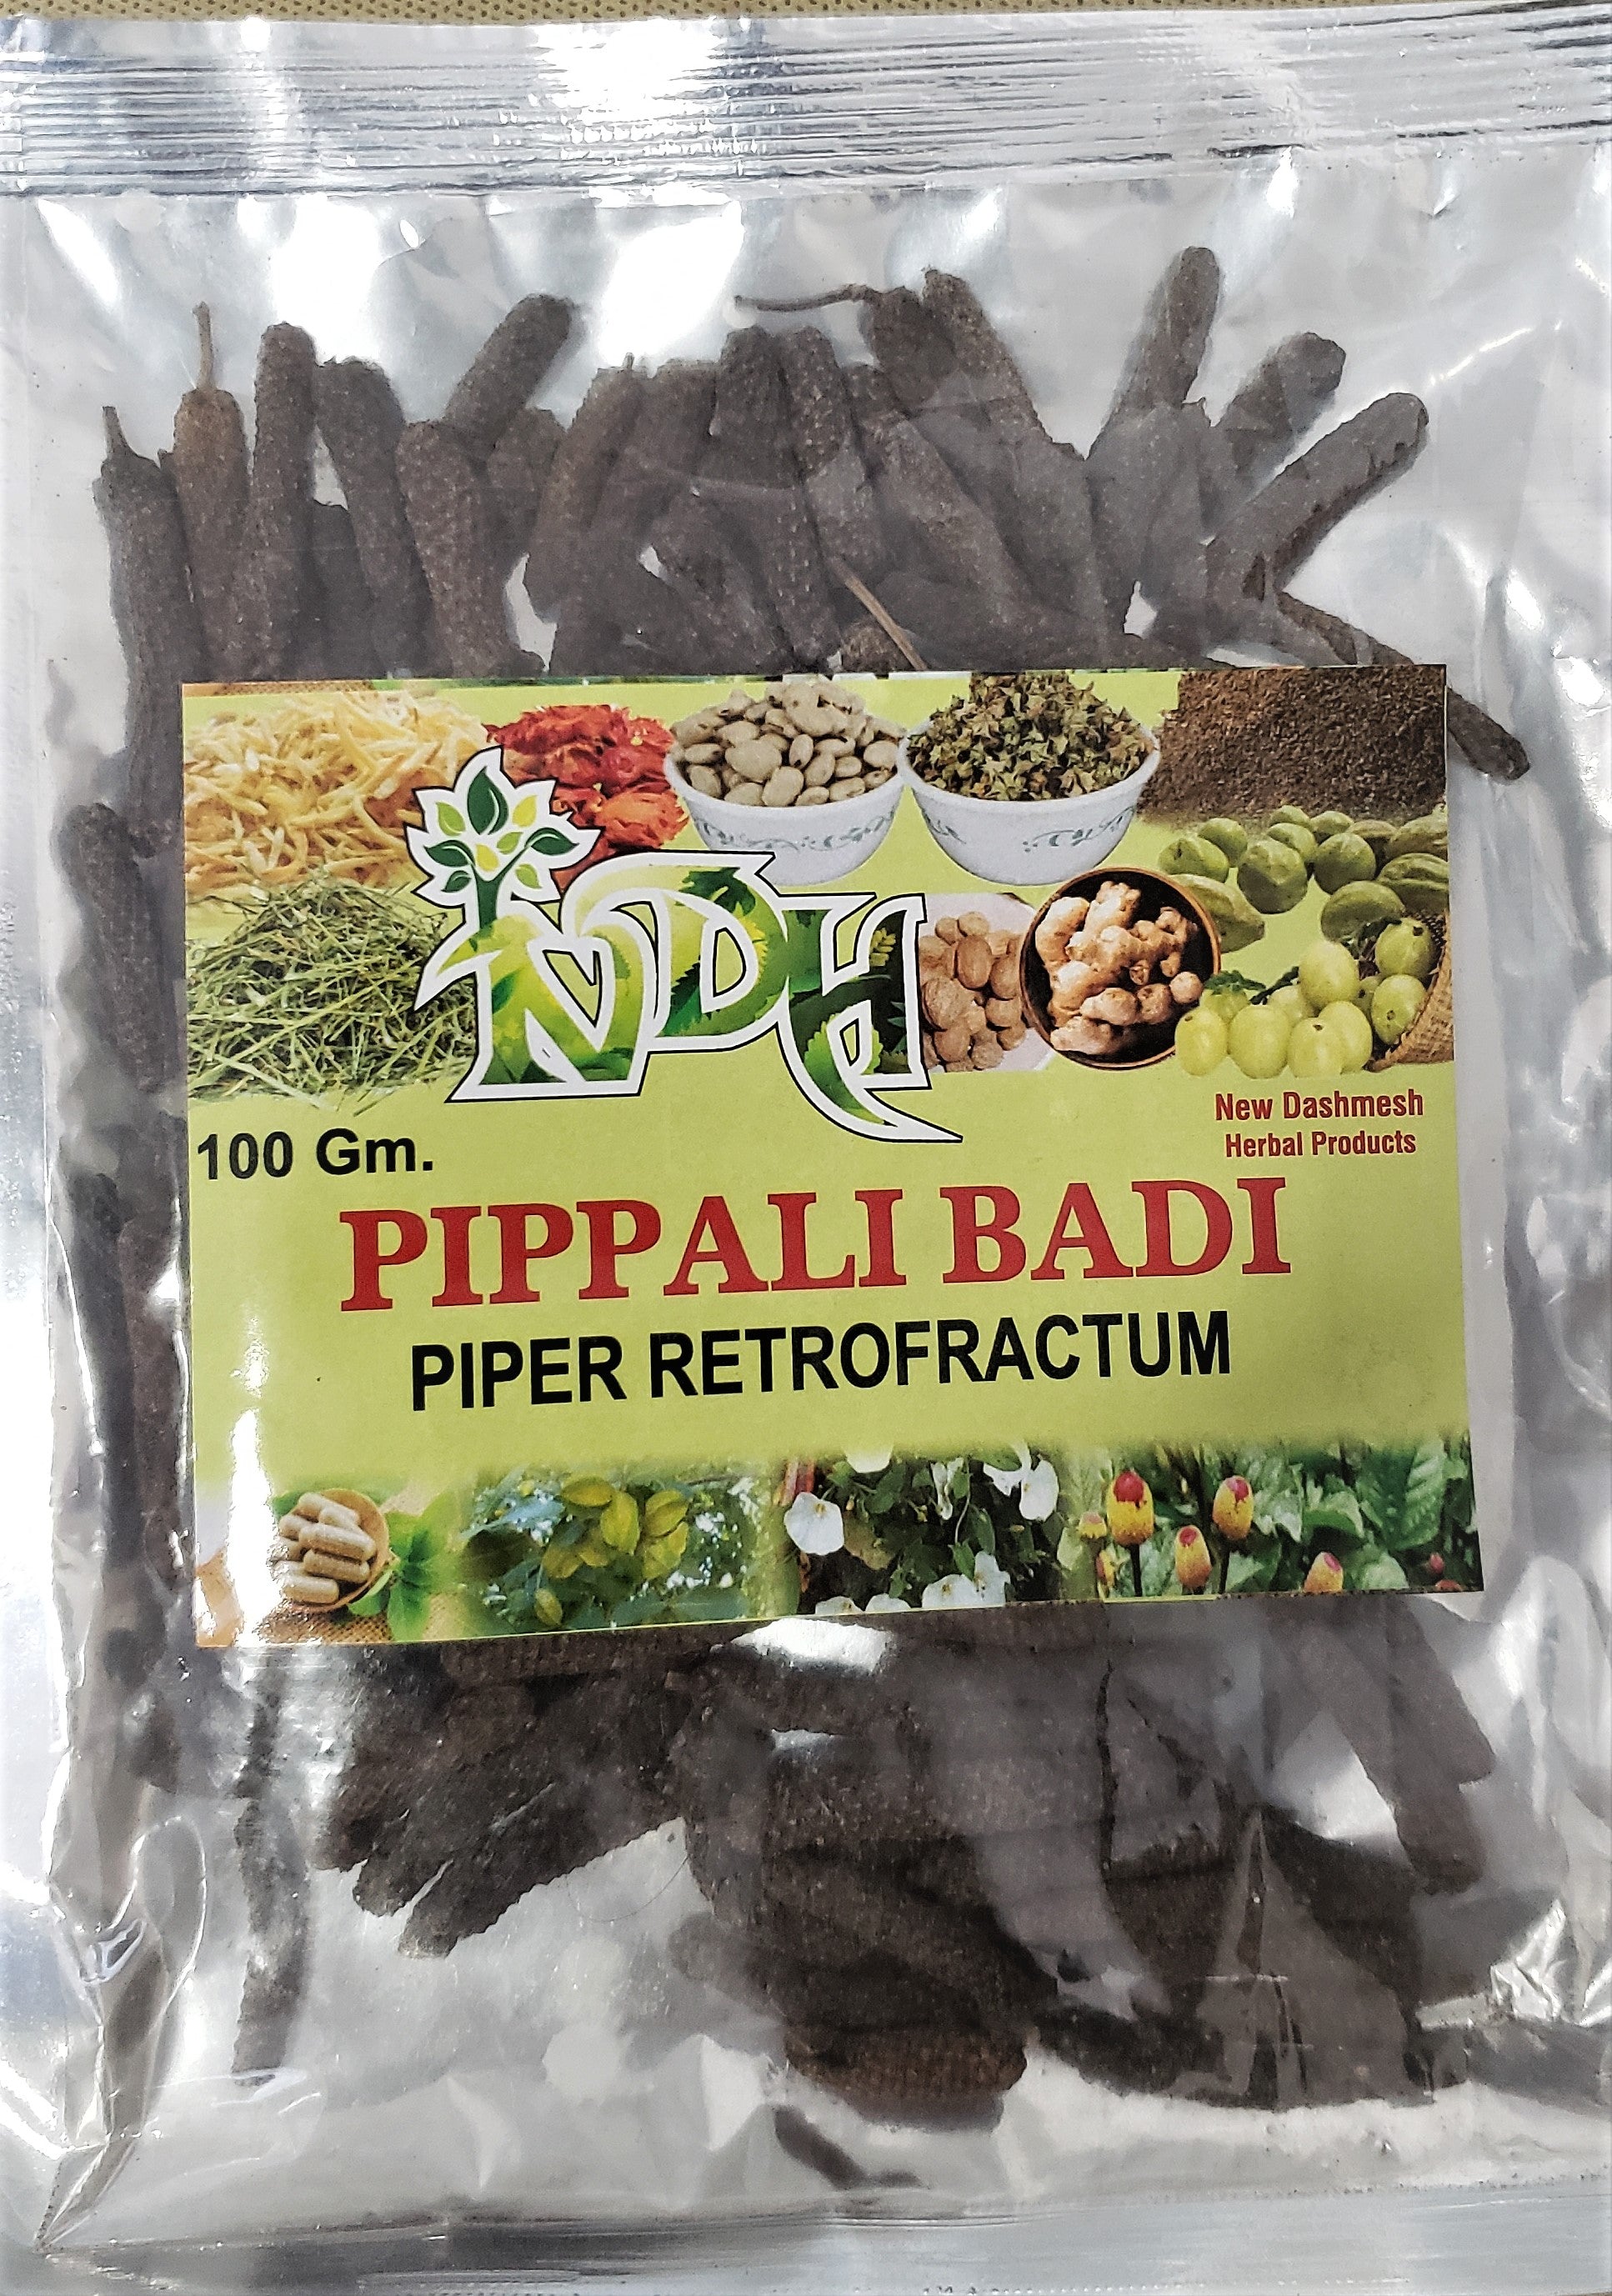 NDH
New Dashmesh
Herbal Products
100 Gm.
PIPPALI BADI
PIPER RETROFRACTUM